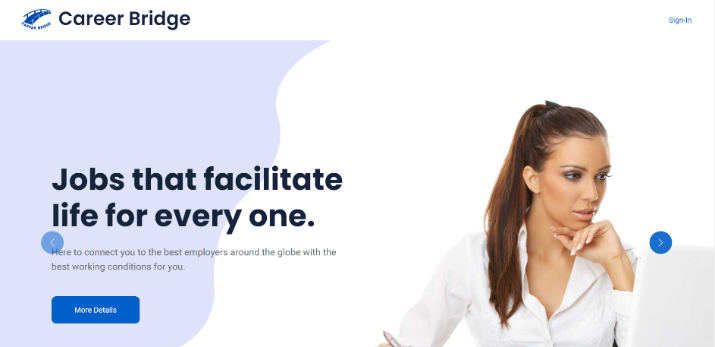 Career Bridge
Sign-In
Jobs that facilitate
life for every one.
Here to connect you to the best employers around the globe with the
best working conditions for you.
More Details